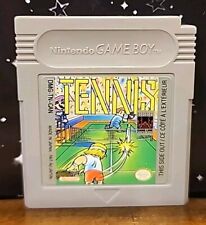 Nintendo GAME BOY
TENNIS
DMG-TN-CAN
MADE IN JAPAN
THIS SIDE OUT / CE CÔTÉ À L'EXTÉRIEUR